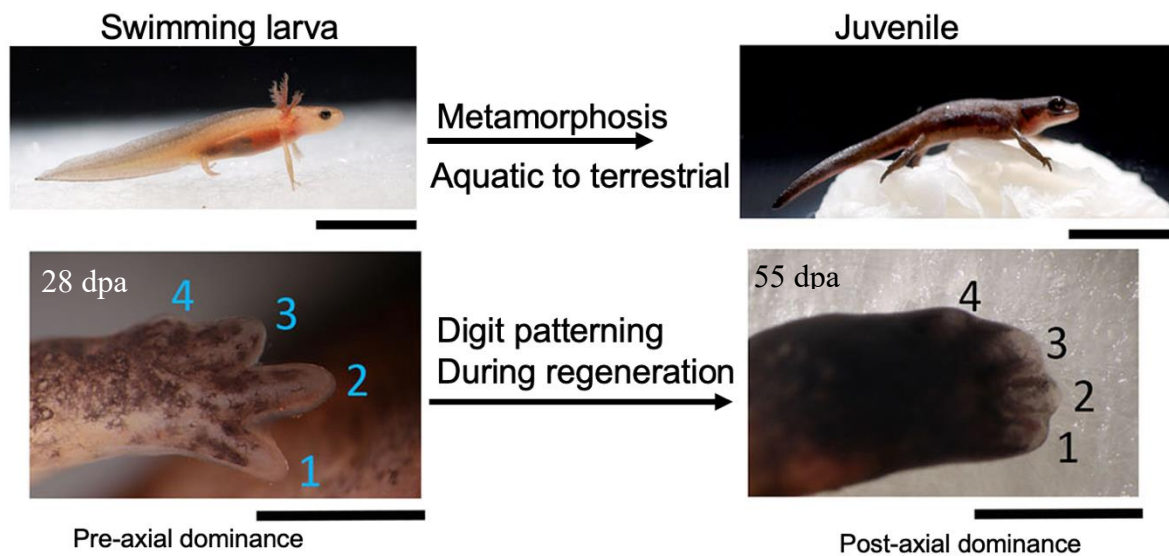 Swimming larva
Juvenile
Metamorphosis
Aquatic to terrestrial
28 dpa
4
3
2
1
Digit patterning
During regeneration
55 dpa
4
3
2
1
Pre-axial dominance
Post-axial dominance